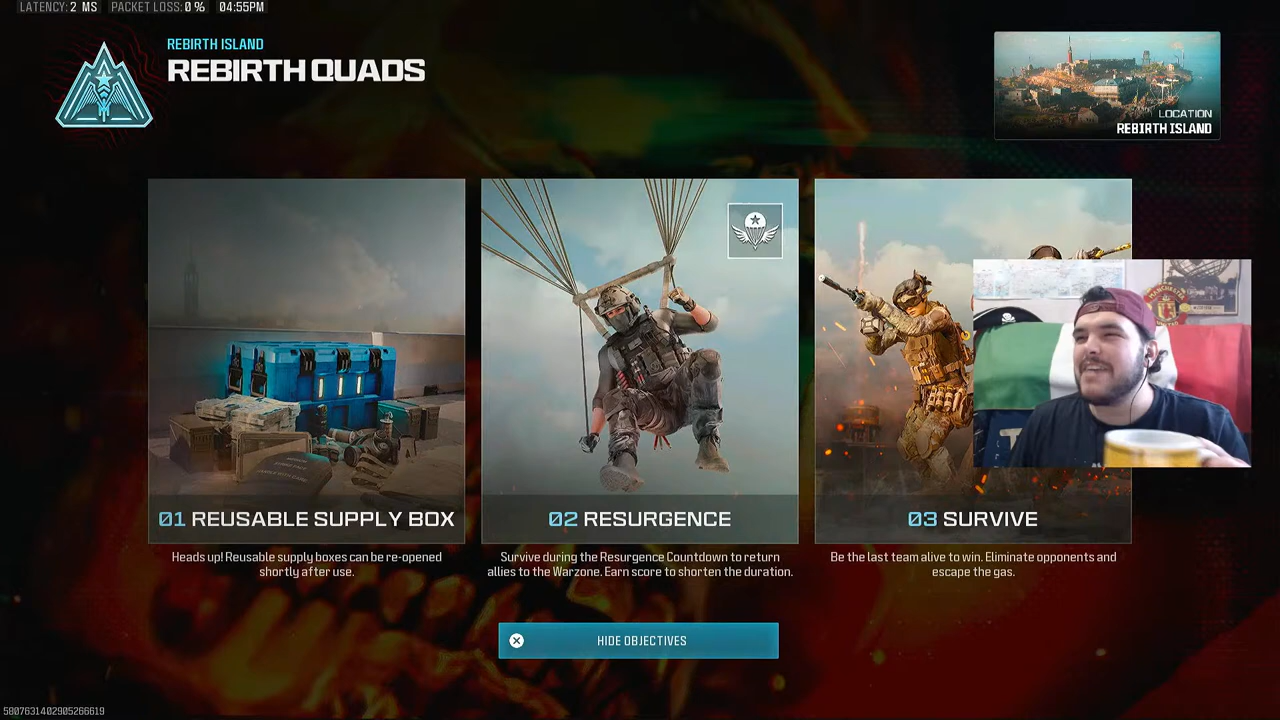 LATENCY: 2 MS PACKET LOSS: 0 % 04:55PM
REBIRTH ISLAND
REBIRTH QUADS
LOCATION
REBIRTH ISLAND
01 REUSABLE SUPPLY BOX
02 RESURGENCE
03 SURVIVE
Heads up! Reusable supply boxes can be re-opened
shortly after use.
Survive during the Resurgence Countdown to return
allies to the Warzone. Earn score to shorten the duration.
Be the last team alive to win. Eliminate opponents and
escape the gas.
HIDE OBJECTIVES
5807631402905266619